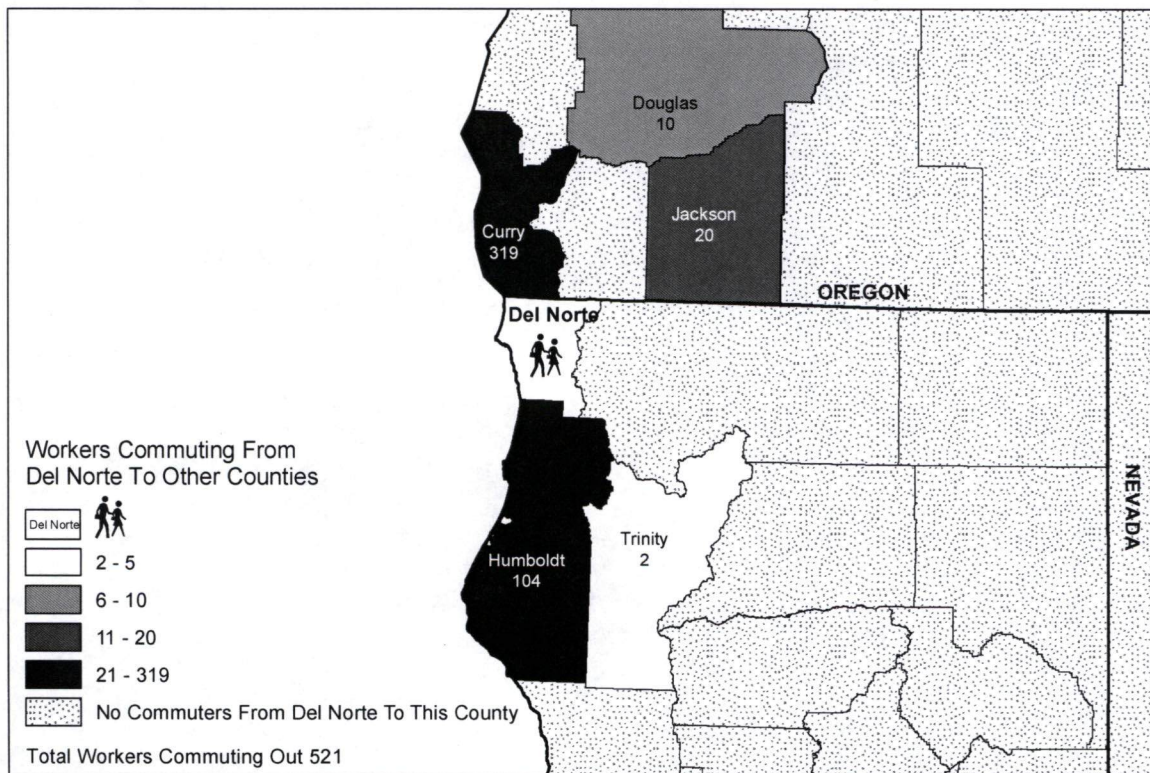 Douglas
10
Jackson
20
Curry
319
OREGON
Del Norte
Workers Commuting From
Del Norte To Other Counties
Del Norte
2 - 5
6 - 10
11 - 20
21 - 319
No Commuters From Del Norte To This County
Total Workers Commuting Out 521
Humboldt
104
Trinity
2
NEVADA